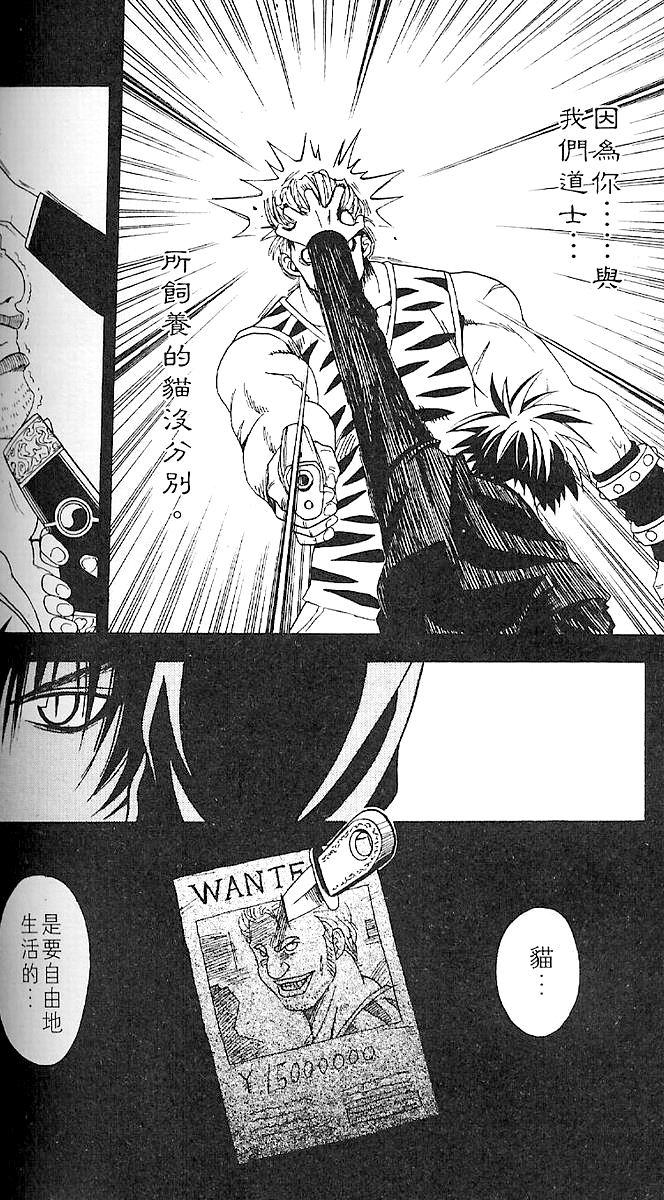 因為你……與
我們道士…
所飼養的貓沒分別。
貓…
是要自由地
生活的…
WANTE
¥15000000